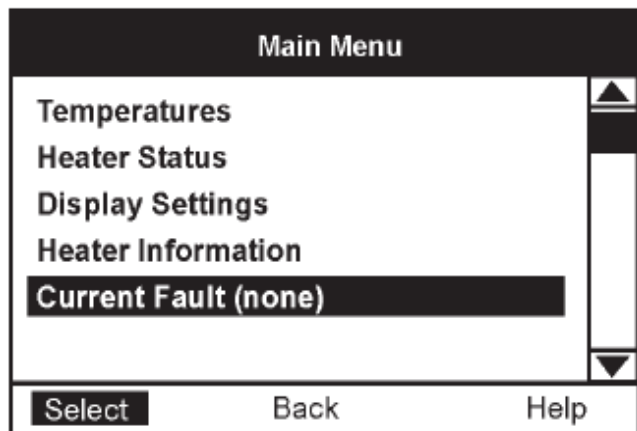 Main Menu
Temperatures
Heater Status
Display Settings
Heater Information
Current Fault (none)
Select Back Help